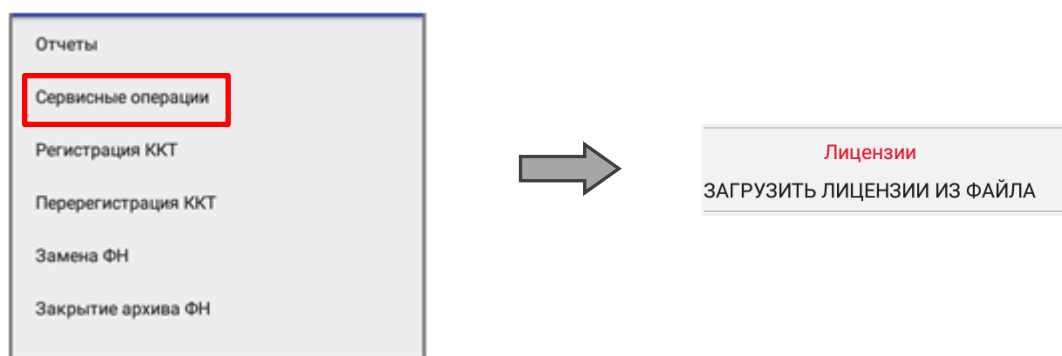 Отчеты
Сервисные операции
Регистрация ККТ
Перерегистрация ККТ
Замена ФН
Закрытие архива ФН
Лицензии
ЗАГРУЗИТЬ ЛИЦЕНЗИИ ИЗ ФАЙЛА